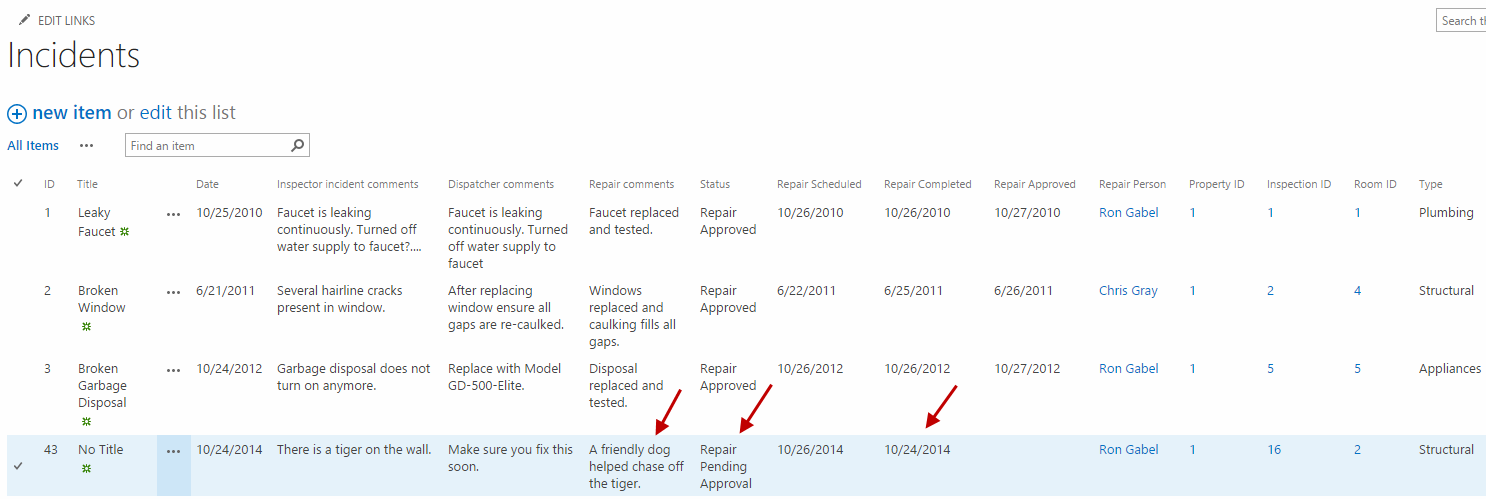 EDIT LINKS
Search th
Incidents
new item or edit this list
All Items ... Find an item
ID Title Date Inspector incident comments Dispatcher comments Repair comments Status Repair Scheduled Repair Completed Repair Approved Repair Person Property ID Inspection ID Room ID Type
1 Leaky ... 10/25/2010 Faucet is leaking Faucet is leaking Faucet replaced Repair 10/26/2010 10/26/2010 10/27/2010 Ron Gabel 1 1 1 Plumbing
Faucet continuously. Turned off continuously. Turned and tested. Approved
water supply to faucet?.... off water supply to
faucet
2 Broken ... 6/21/2011 Several hairline cracks After replacing Windows Repair 6/22/2011 6/25/2011 6/26/2011 Chris Gray 1 2 4 Structural
Window present in window. window ensure all replaced and Approved
gaps are re-caulked. caulking fills all
gaps.
3 Broken ... 10/24/2012 Garbage disposal does not Replace with Model Disposal Repair 10/26/2012 10/26/2012 10/27/2012 Ron Gabel 1 5 5 Appliances
Garbage turn on anymore. GD-500-Elite. replaced and Approved
Disposal tested.
43 No Title ... 10/24/2014 There is a tiger on the wall. Make sure you fix this A friendly dog Repair 10/26/2014 10/24/2014 Ron Gabel 1 16 2 Structural
soon. helped chase off Pending
the tiger. Approval